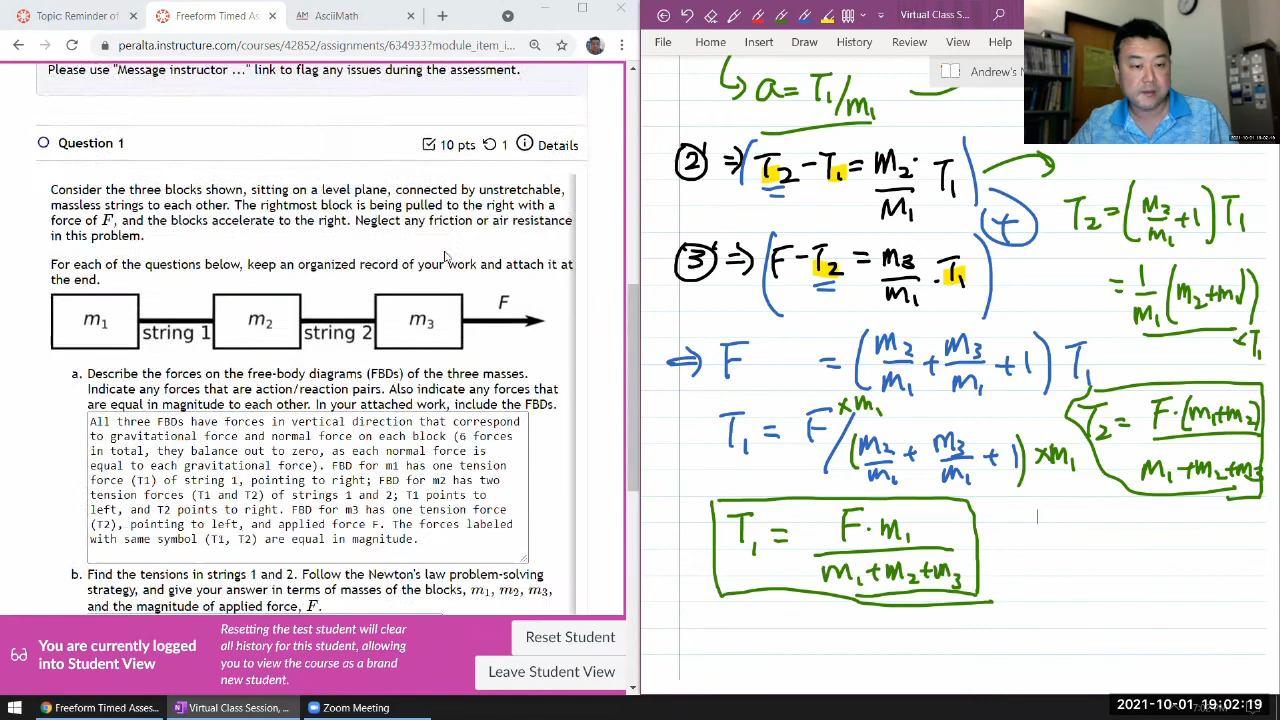 Topic Reminder
Freeform Timed Ass
AsciiMath
peralta.instructure.com/courses/42852/assignments/634933?module_item_i...
Please use "Message instructor ..." link to flag any issues during the assessment.
Question 1
10 pts
1
Details
Consider the three blocks shown, sitting on a level plane, connected by unstretchable,
massless strings to each other. The rightmost block is being pulled to the right with a
force of F, and the blocks accelerate to the right. Neglect any friction or air resistance
in this problem.
For each of the questions below, keep an organized record of your work and attach it at
the end.
m₁ string 1 m₂ string 2 m₃ F
a. Describe the forces on the freebody diagrams (FBDs) of the three masses.
Indicate any forces that are action/reaction pairs. Also indicate any forces that
are equal in magnitude to each other. In your attached work, include the FBDs.
All three FBDs have forces in vertical direction that correspond
to gravitational force and normal force on each block (6 forces
in total, they balance out to zero, as each normal force is
equal to each gravitational force). FBD for m1 has one tension
force (T1) of string 1, pointing to right; FBD for m2 has two
tension forces (T1 and T2) of strings 1 and 2; T1 points to
left, and T2 points to right. FBD for m3 has one tension force
(T2), pointing to left, and applied force F. The forces labeled
with same symbol (T1, T2) are equal in magnitude.
b. Find the tensions in strings 1 and 2. Follow the Newton's law problem-solving
strategy, and give your answer in terms of masses of the blocks, m₁, m₂, m₃,
and the magnitude of applied force, F.
You are currently logged
into Student View
Resetting the test student will clear
all history for this student, allowing
you to view the course as a brand
new student.
Reset Student
Leave Student View
Virtual Class S...
File Home Insert Draw History Review View Help
Andrew's
↳ a = T₁/m₁
② ⇒ (T₂ - T₁ = m₂/m₁ · T₁)
+
③ ⇒ (F - T₂ = m₃/m₁ · T₁)
⇒ F = (m₂/m₁ + m₃/m₁ + 1) T₁
T₁ = F ×m₁ / (m₂/m₁ + m₃/m₁ + 1) ×m₁
T₁ = F · m₁ / m₁+m₂+m₃
T₂ = (m₂/m₁ + 1) T₁
= 1/m₁ (m₂+m₁) × T₁
T₂ = F·(m₁+m₂) / m₁+m₂+m₃
2021-10-01 19:02:19
Freeform Timed Asses...
Virtual Class Session, ...
Zoom Meeting
2021-10-01 19:02:19